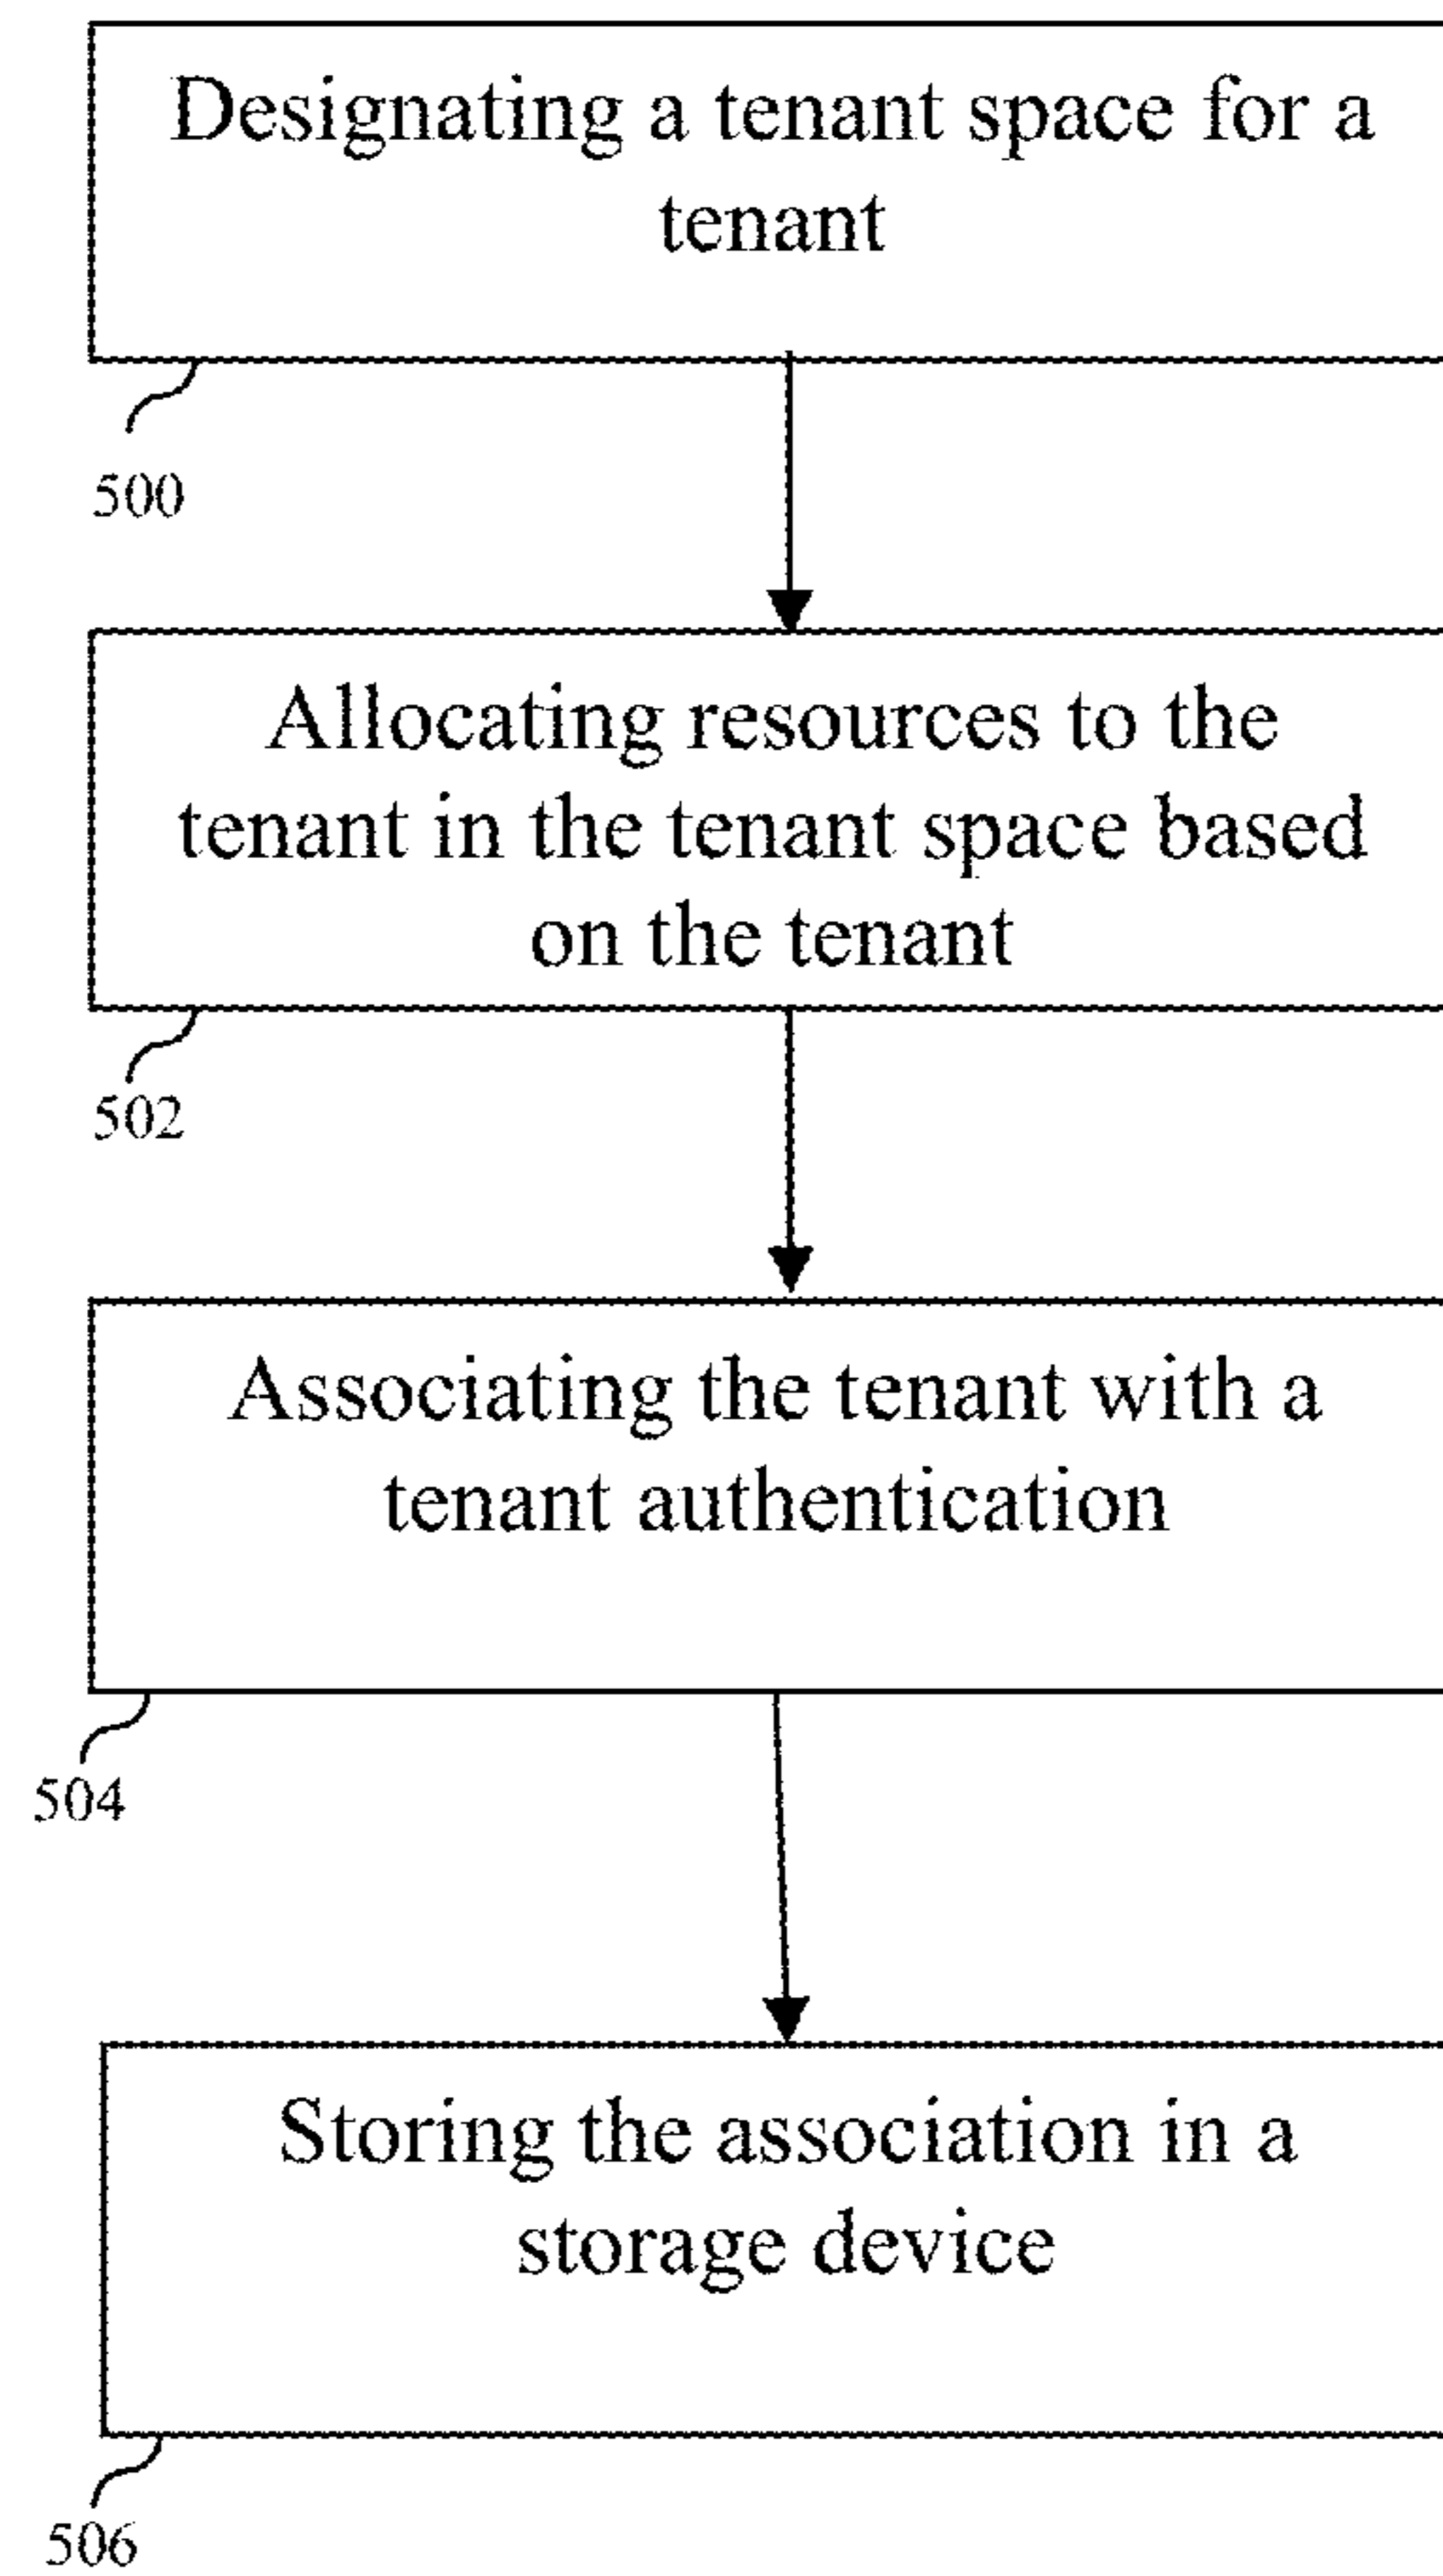 Designating a tenant space for a
tenant
500
Allocating resources to the
tenant in the tenant space based
on the tenant
502
Associating the tenant with a
tenant authentication
504
Storing the association in a
storage device
506